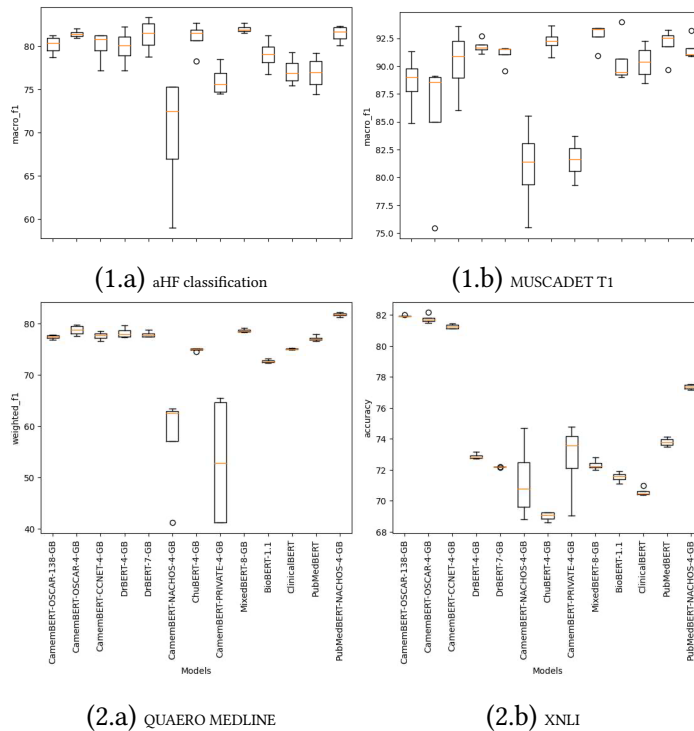 80
75
70
65
60
macro_f1
92.5
90.0
87.5
85.0
82.5
80.0
77.5
75.0
macro_f1
(1.a) aHF classification
(1.b) MUSCADET T1
80
70
60
50
40
weighted_f1
82
80
78
76
74
72
70
68
accuracy
CamemBERT-OSCAR-138-GB
CamemBERT-OSCAR-4-GB
CamemBERT-CCNET-4-GB
DrBERT-4-GB
DrBERT-7-GB
CamemBERT-NACHOS-4-GB
ChuBERT-4-GB
CamemBERT-PRIVATE-4-GB
MixedBERT-8-GB
BioBERT-1.1
ClinicalBERT
PubMedBERT
PubMedBERT-NACHOS-4-GB
Models
CamemBERT-OSCAR-138-GB
CamemBERT-OSCAR-4-GB
CamemBERT-CCNET-4-GB
DrBERT-4-GB
DrBERT-7-GB
CamemBERT-NACHOS-4-GB
ChuBERT-4-GB
CamemBERT-PRIVATE-4-GB
MixedBERT-8-GB
BioBERT-1.1
ClinicalBERT
PubMedBERT
PubMedBERT-NACHOS-4-GB
Models
(2.a) QUAERO MEDLINE
(2.b) XNLI